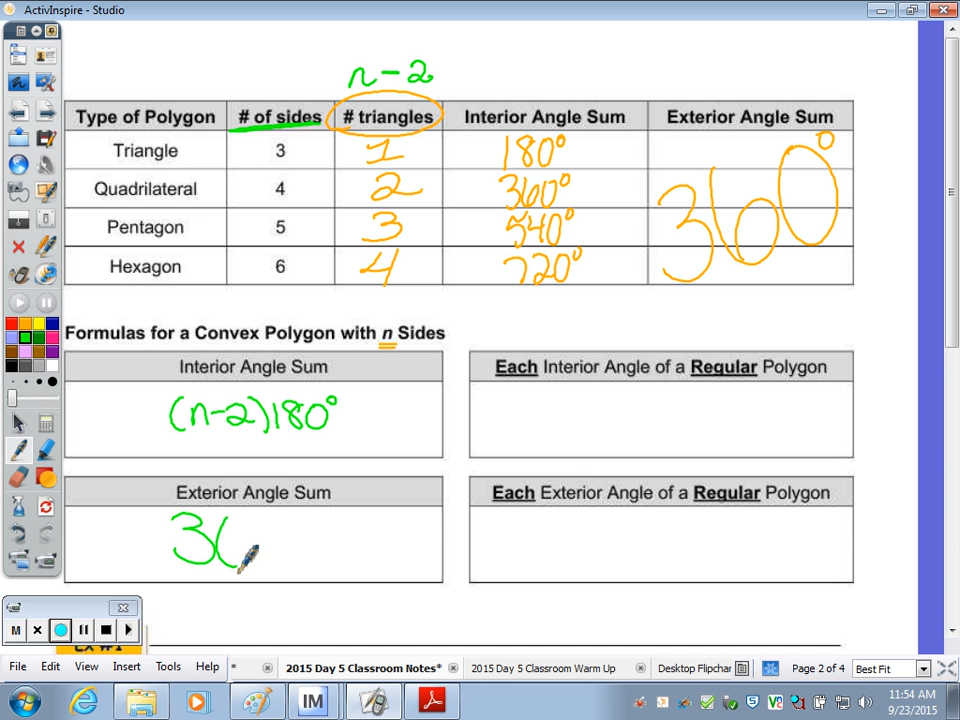 ActivInspire - Studio
n-2
Type of Polygon # of sides # triangles Interior Angle Sum Exterior Angle Sum
Triangle 3 1 180°
Quadrilateral 4 2 360°
Pentagon 5 3 540°
Hexagon 6 4 720°
360°
Formulas for a Convex Polygon with n Sides
Interior Angle Sum
(n-2)180°
Each Interior Angle of a Regular Polygon
Exterior Angle Sum
36
Each Exterior Angle of a Regular Polygon
M
EX #1
File Edit View Insert Tools Help * 2015 Day 5 Classroom Notes* 2015 Day 5 Classroom Warm Up Desktop Flipchar Page 2 of 4 Best Fit
IM
11:54 AM
9/23/2015